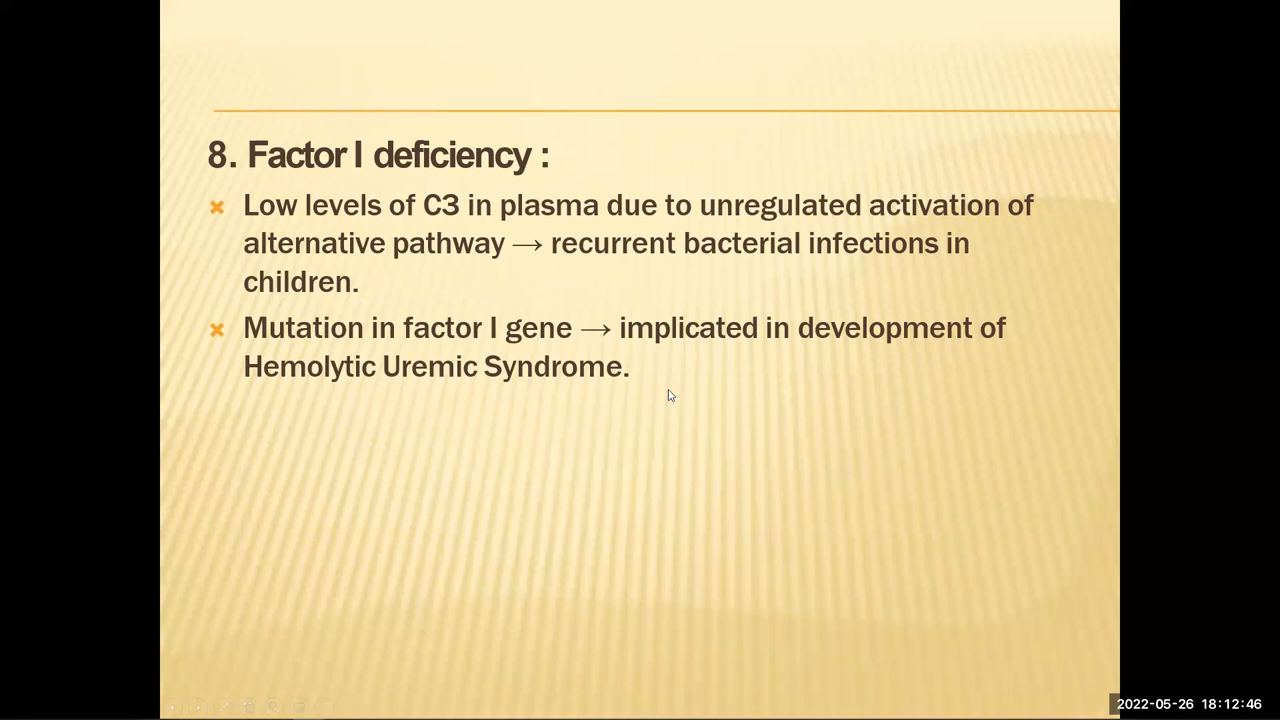 8. Factor I deficiency :
Low levels of C3 in plasma due to unregulated activation of
alternative pathway → recurrent bacterial infections in
children.
Mutation in factor I gene → implicated in development of
Hemolytic Uremic Syndrome.
2022-05-26 18:12:46